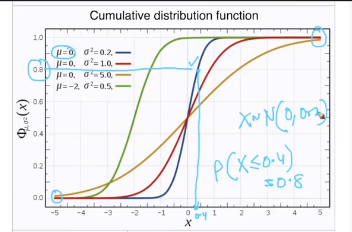 Cumulative distribution function
μ=0, σ²=0.2,
μ=0, σ²=1.0,
μ=0, σ²=5.0,
μ=-2, σ²=0.5,
Φμ,σ²(x)
1.0
0.8
0.6
0.4
0.2
0.0
X~N(0, 0.2)
P(X≤0.4)
=0.8
-5 -4 -3 -2 -1 0 1 2 3 4 5
0.4
x